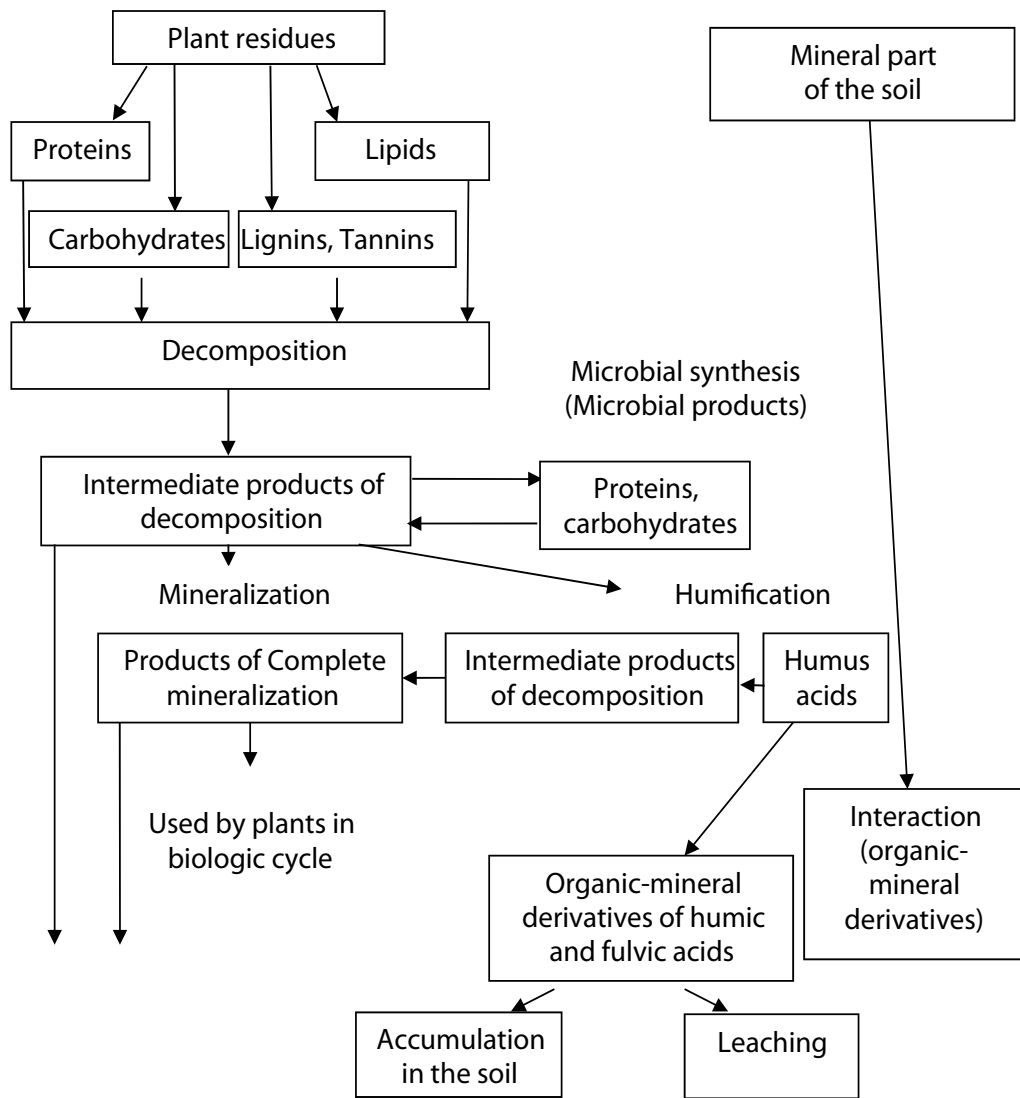 Plant residues
Mineral part
of the soil
Proteins
Lipids
Carbohydrates
Lignins, Tannins
Decomposition
Microbial synthesis
(Microbial products)
Intermediate products of
decomposition
Proteins,
carbohydrates
Mineralization
Humification
Products of Complete
mineralization
Intermediate products
of decomposition
Humus
acids
Used by plants in
biologic cycle
Interaction
(organic-
mineral
derivatives)
Organic-mineral
derivatives of humic
and fulvic acids
Accumulation
in the soil
Leaching